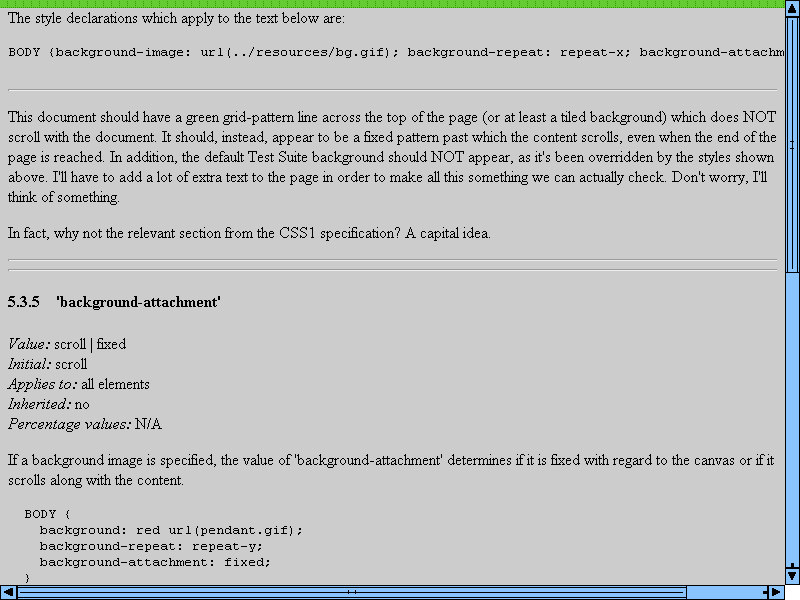 The style declarations which apply to the text below are:
BODY {background-image: url(../resources/bg.gif); background-repeat: repeat-x; background-attachm
This document should have a green grid-pattern line across the top of the page (or at least a tiled background) which does NOT
scroll with the document. It should, instead, appear to be a fixed pattern past which the content scrolls, even when the end of the
page is reached. In addition, the default Test Suite background should NOT appear, as it's been overridden by the styles shown
above. I'll have to add a lot of extra text to the page in order to make all this something we can actually check. Don't worry, I'll
think of something.
In fact, why not the relevant section from the CSS1 specification? A capital idea.
5.3.5 'background-attachment'
Value: scroll | fixed
Initial: scroll
Applies to: all elements
Inherited: no
Percentage values: N/A
If a background image is specified, the value of 'background-attachment' determines if it is fixed with regard to the canvas or if it
scrolls along with the content.
BODY {
background: red url(pendant.gif);
background-repeat: repeat-y;
background-attachment: fixed;
}